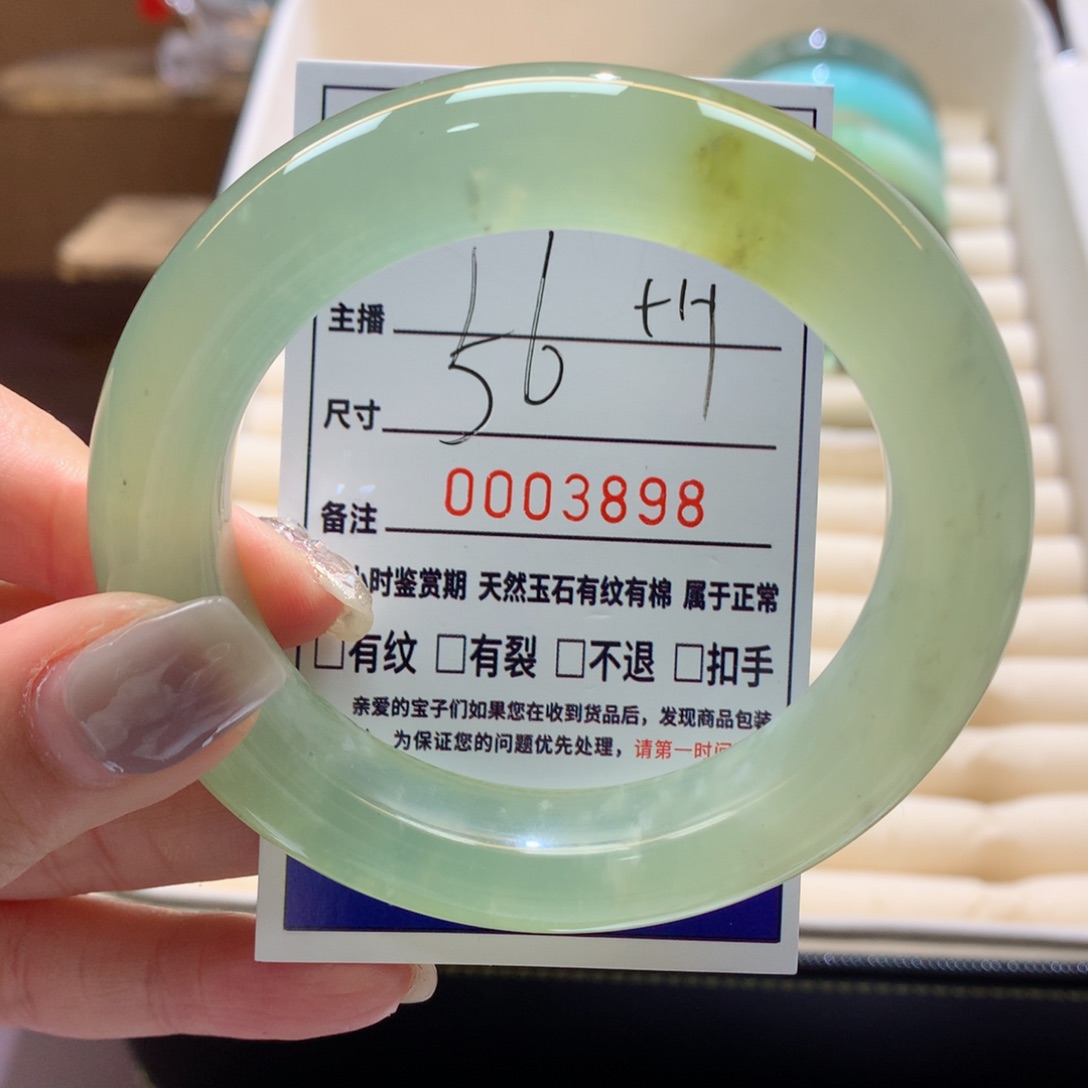 主播
56
尺寸
备注 0003898
小时鉴赏期 天然玉石有纹有棉 属于正常
□有纹 □有裂 □不退 □扣手
亲爱的宝子们如果您在收到货品后，发现商品包装
为保证您的问题优先处理，请第一时间